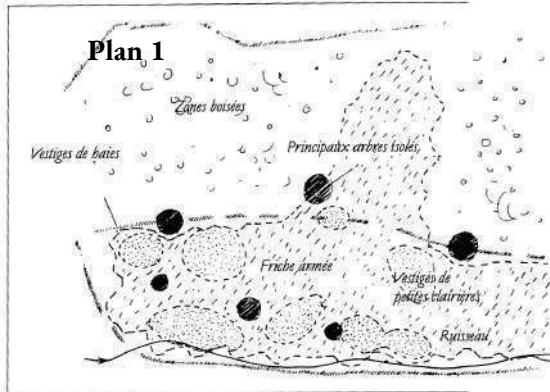 Plan 1
Zones boisées
Vestiges de haies
Principaux arbres isolés
Friche armée
Vestiges de
petites clairières
Ruisseau